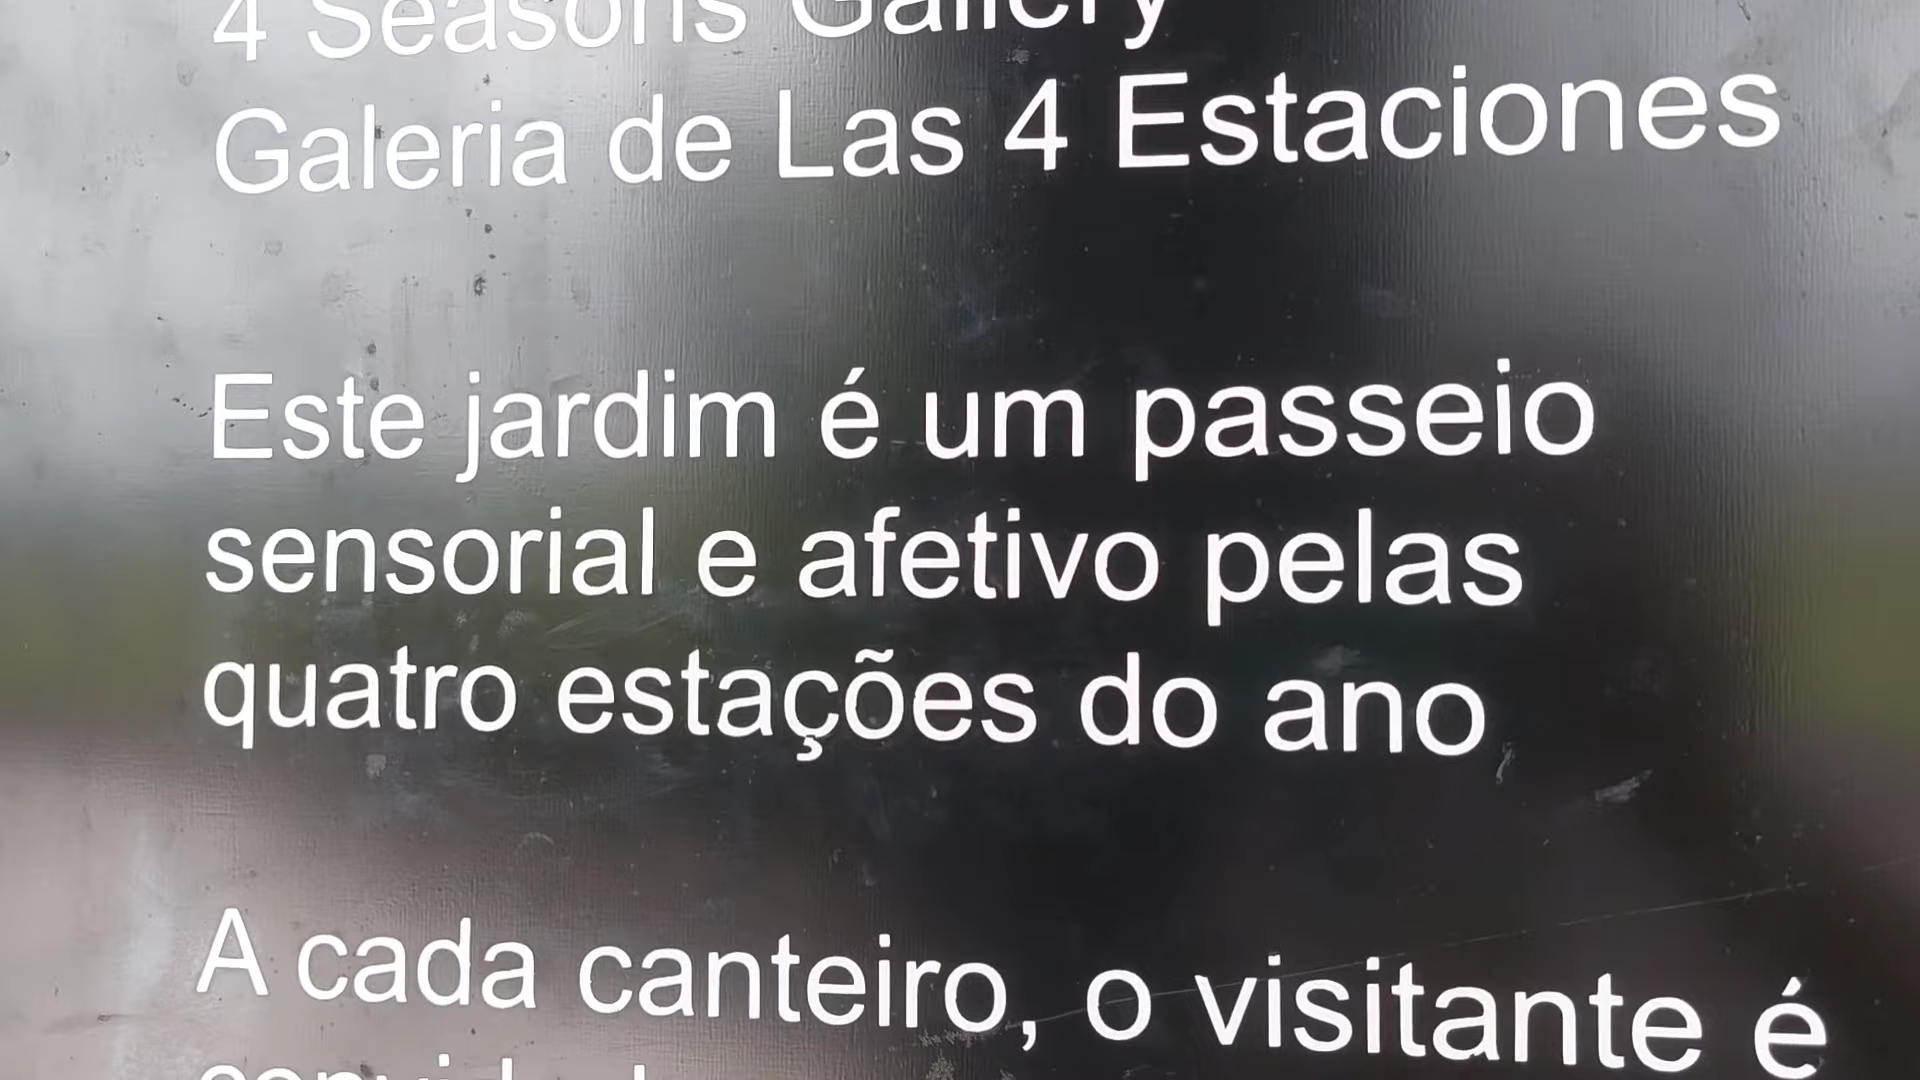 4 Seasons Gallery
Galeria de Las 4 Estaciones
Este jardim é um passeio
sensorial e afetivo pelas
quatro estações do ano
A cada canteiro, o visitante é